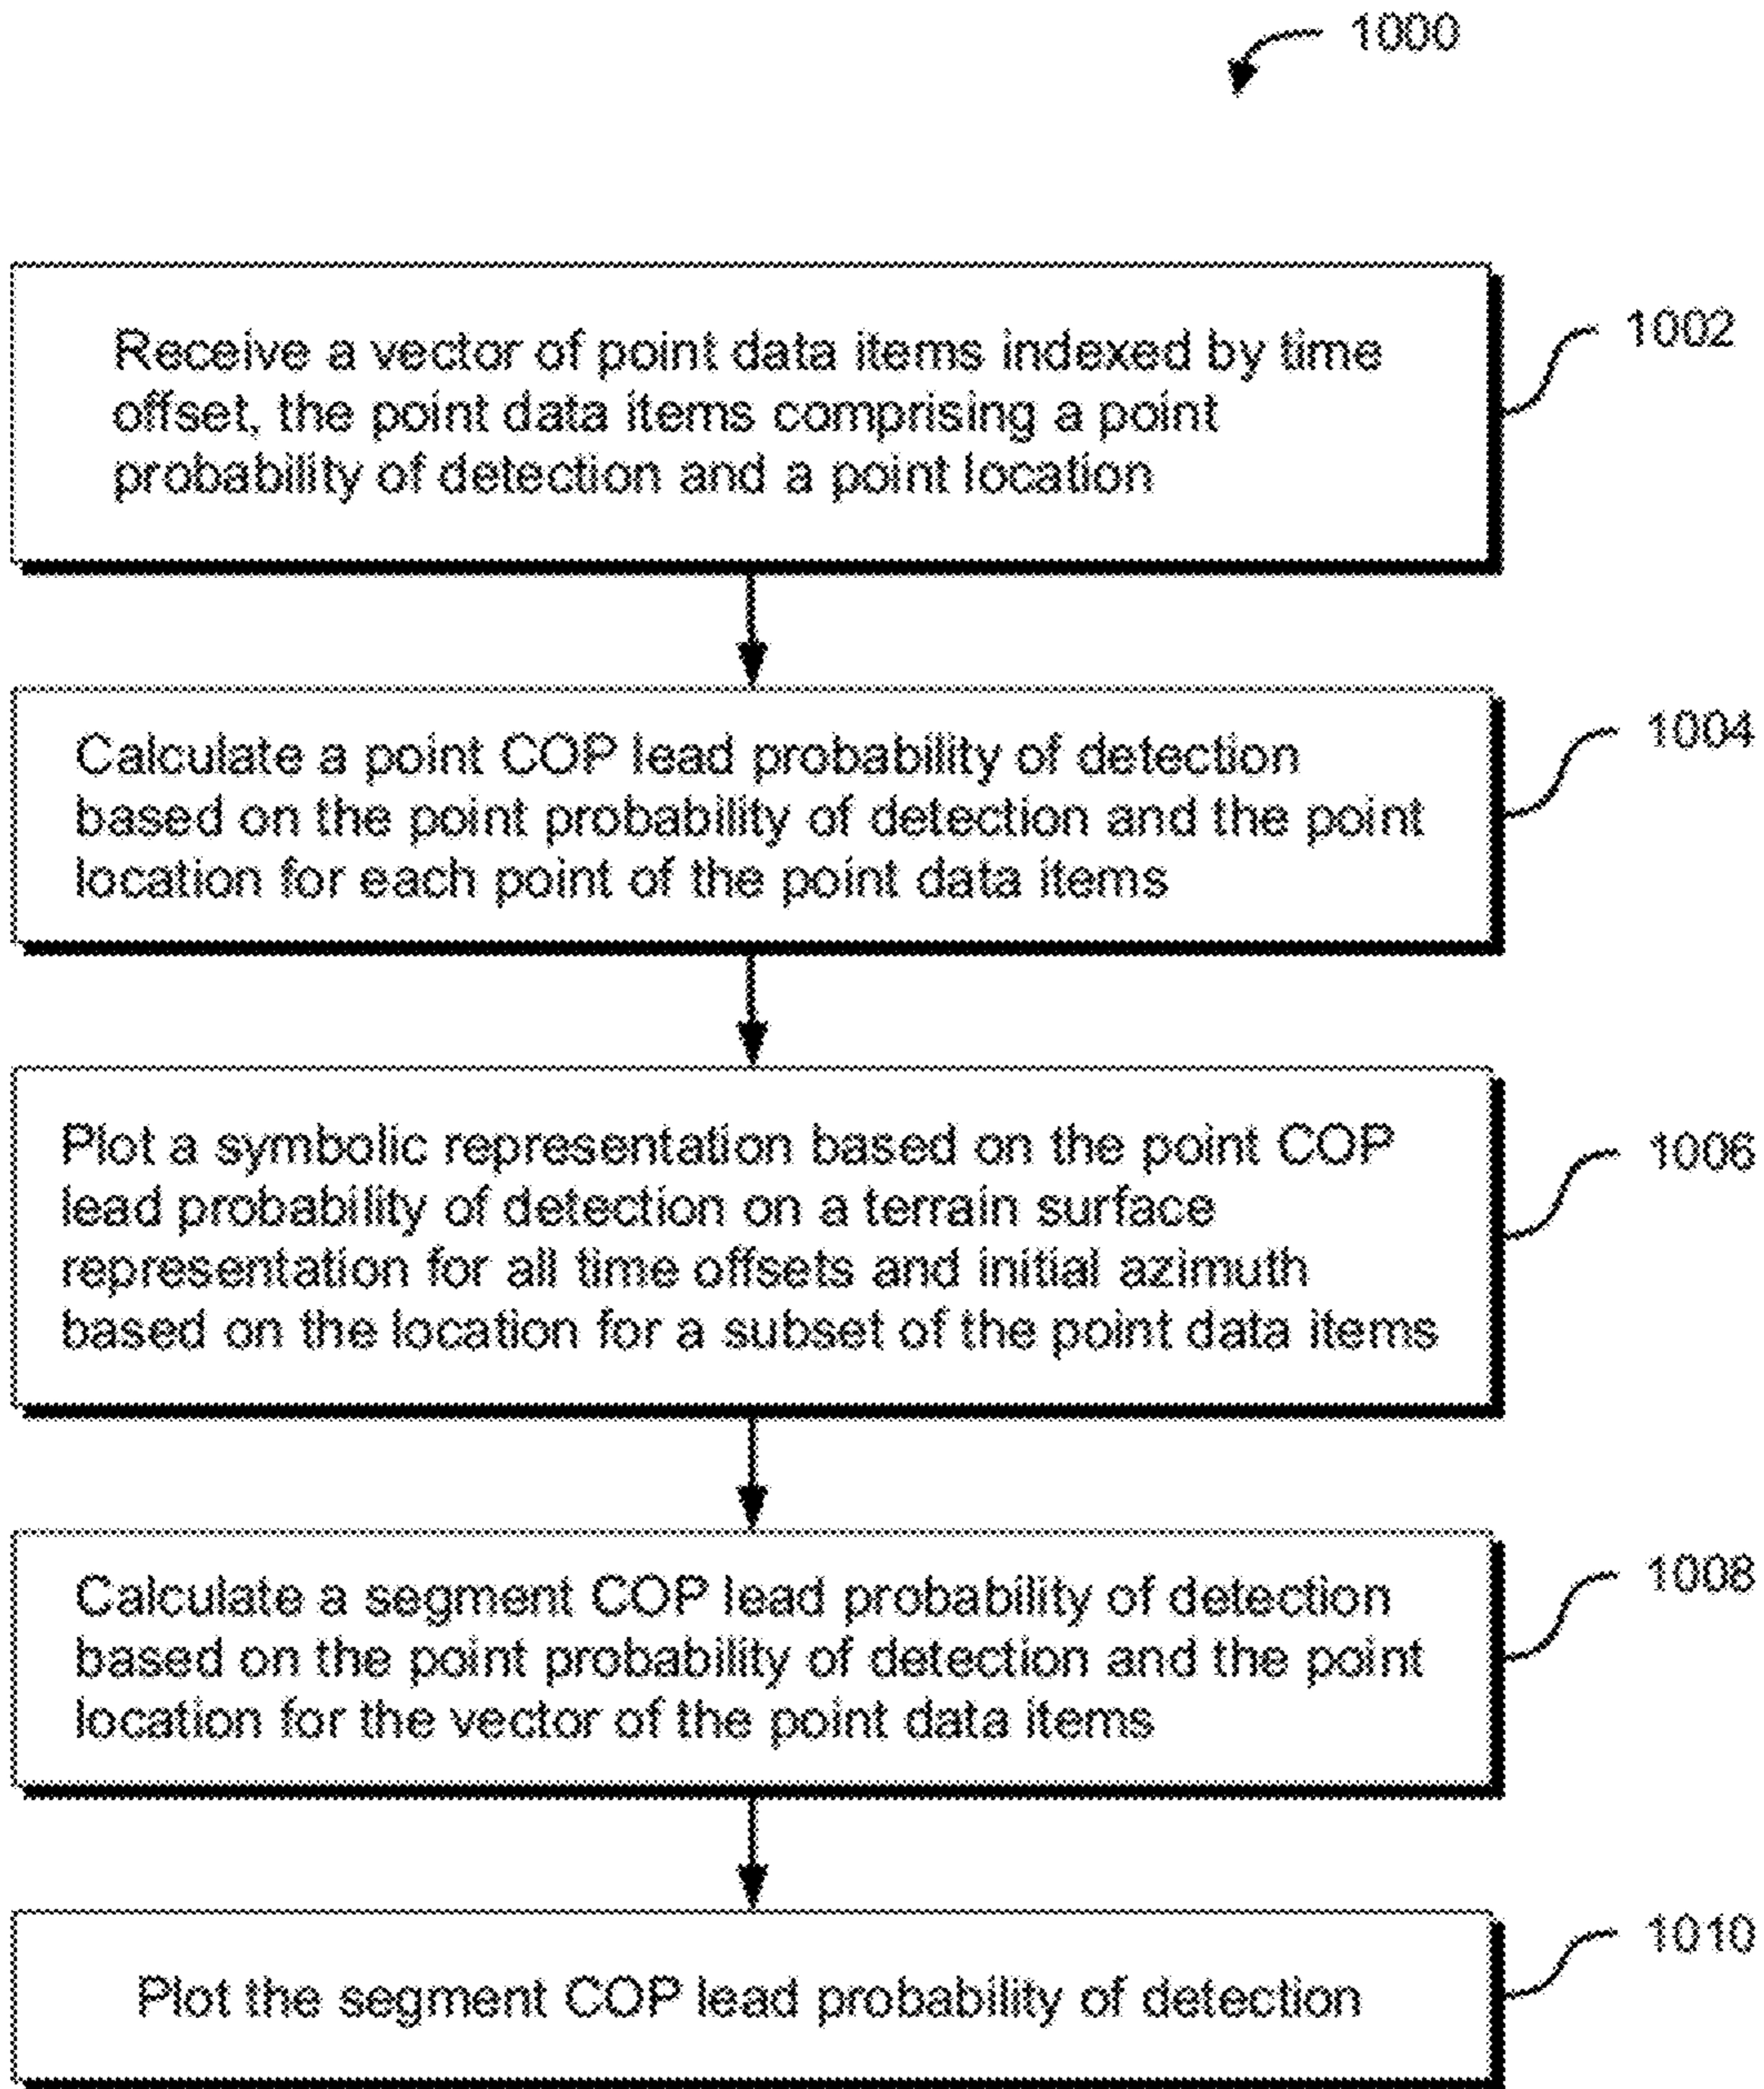 1000
Receive a vector of point data items indexed by time
offset, the point data items comprising a point
probability of detection and a point location
1002
Calculate a point COP lead probability of detection
based on the point probability of detection and the point
location for each point of the point data items
1004
Plot a symbolic representation based on the point COP
lead probability of detection on a terrain surface
representation for all time offsets and initial azimuth
based on the location for a subset of the point data items
1006
Calculate a segment COP lead probability of detection
based on the point probability of detection and the point
location for the vector of the point data items
1008
Plot the segment COP lead probability of detection
1010